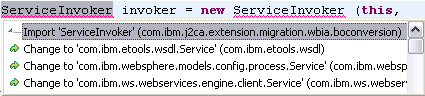 ServiceInvoker invoker = new ServiceInvoker (this,
Import 'ServiceInvoker' (com.ibm.j2ca.extension.migration.wbia.boconversion)
Change to 'com.ibm.etools.wsdl.Service' (com.ibm.etools.wsdl)
Change to 'com.ibm.websphere.models.config.process.Service' (com.ibm.websp
Change to 'com.ibm.ws.webservices.engine.client.Service' (com.ibm.ws.webser